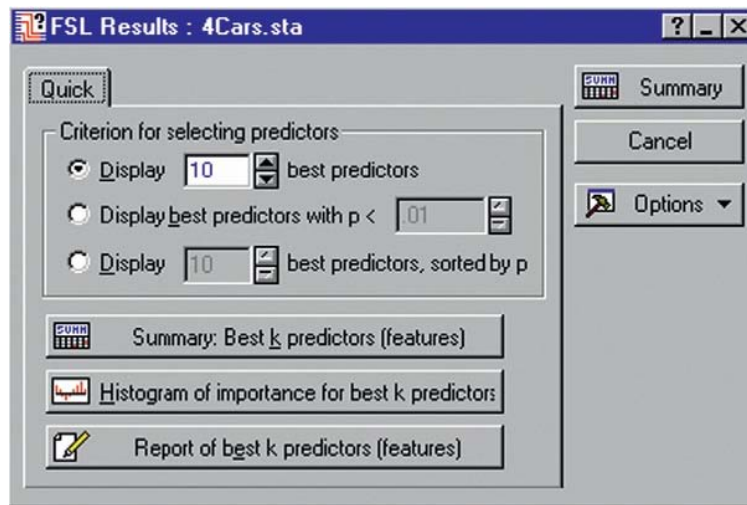 FSL Results : 4Cars.sta
Quick
Criterion for selecting predictors
Display 10 best predictors
Display best predictors with p < .01
Display 10 best predictors, sorted by p
Summary: Best k predictors (features)
Histogram of importance for best k predictors
Report of best k predictors (features)
SUMM Summary
Cancel
Options